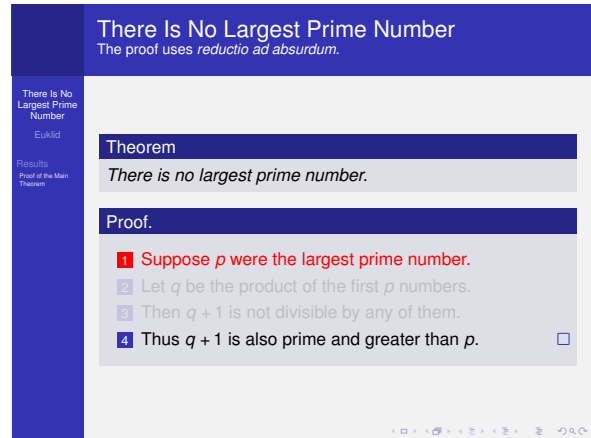 There Is No Largest Prime Number
The proof uses reductio ad absurdum.
There Is No
Largest Prime
Number
Euklid
Results
Proof of the Main
Theorem
Theorem
There is no largest prime number.
Proof.
1 Suppose p were the largest prime number.
2 Let q be the product of the first p numbers.
3 Then q + 1 is not divisible by any of them.
4 Thus q + 1 is also prime and greater than p. □